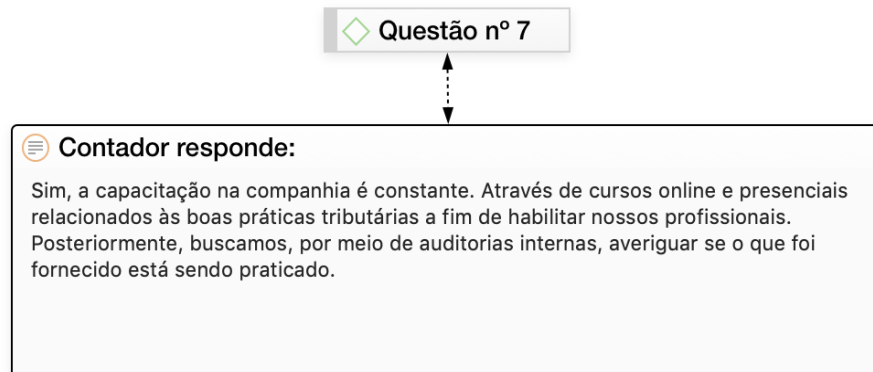 Questão nº 7
Contador responde:
Sim, a capacitação na companhia é constante. Através de cursos online e presenciais
relacionados às boas práticas tributárias a fim de habilitar nossos profissionais.
Posteriormente, buscamos, por meio de auditorias internas, averiguar se o que foi
fornecido está sendo praticado.